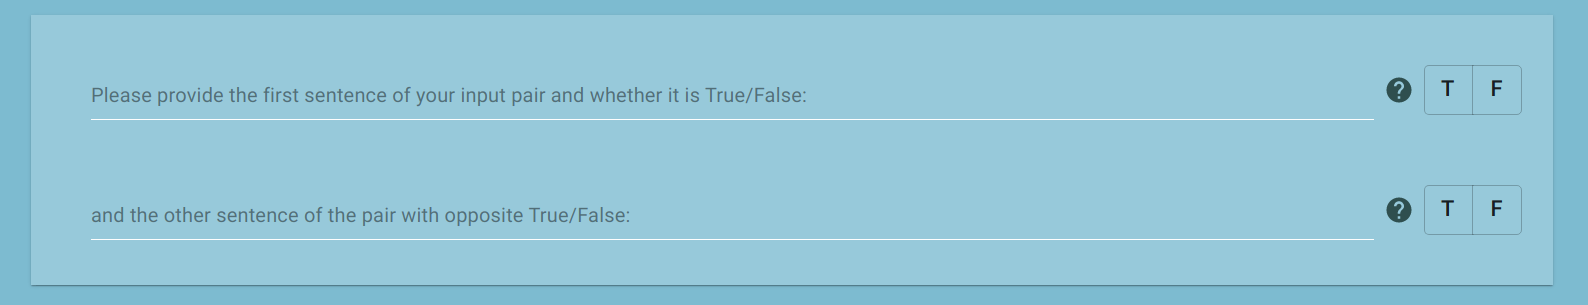 Please provide the first sentence of your input pair and whether it is True/False: ? T F
and the other sentence of the pair with opposite True/False: ? T F